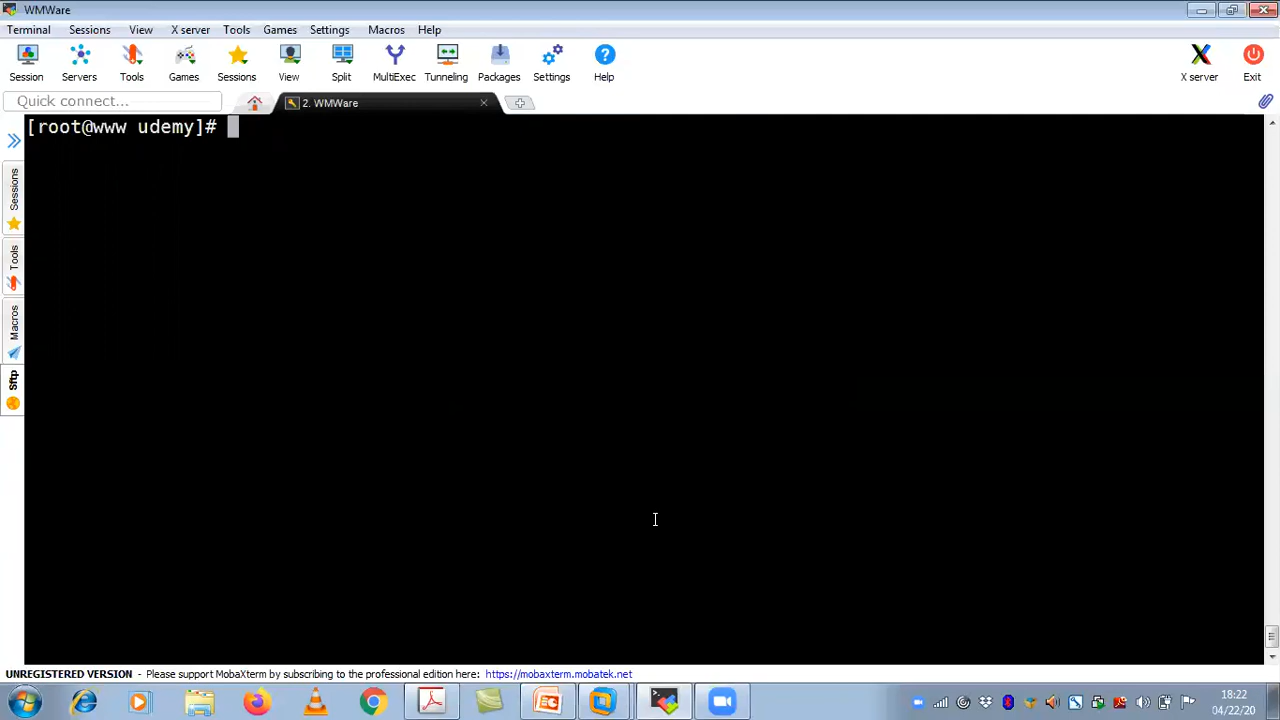 WMWare
Terminal Sessions View X server Tools Games Settings Macros Help
Session Servers Tools Games Sessions View Split MultiExec Tunneling Packages Settings Help X server Exit
Quick connect... 2. WMWare
[root@www udemy]#
Sessions
Tools
Macros
Sftp
UNREGISTERED VERSION - Please support MobaXterm by subscribing to the professional edition here: https://mobaxterm.mobatek.net
18:22
04/22/20